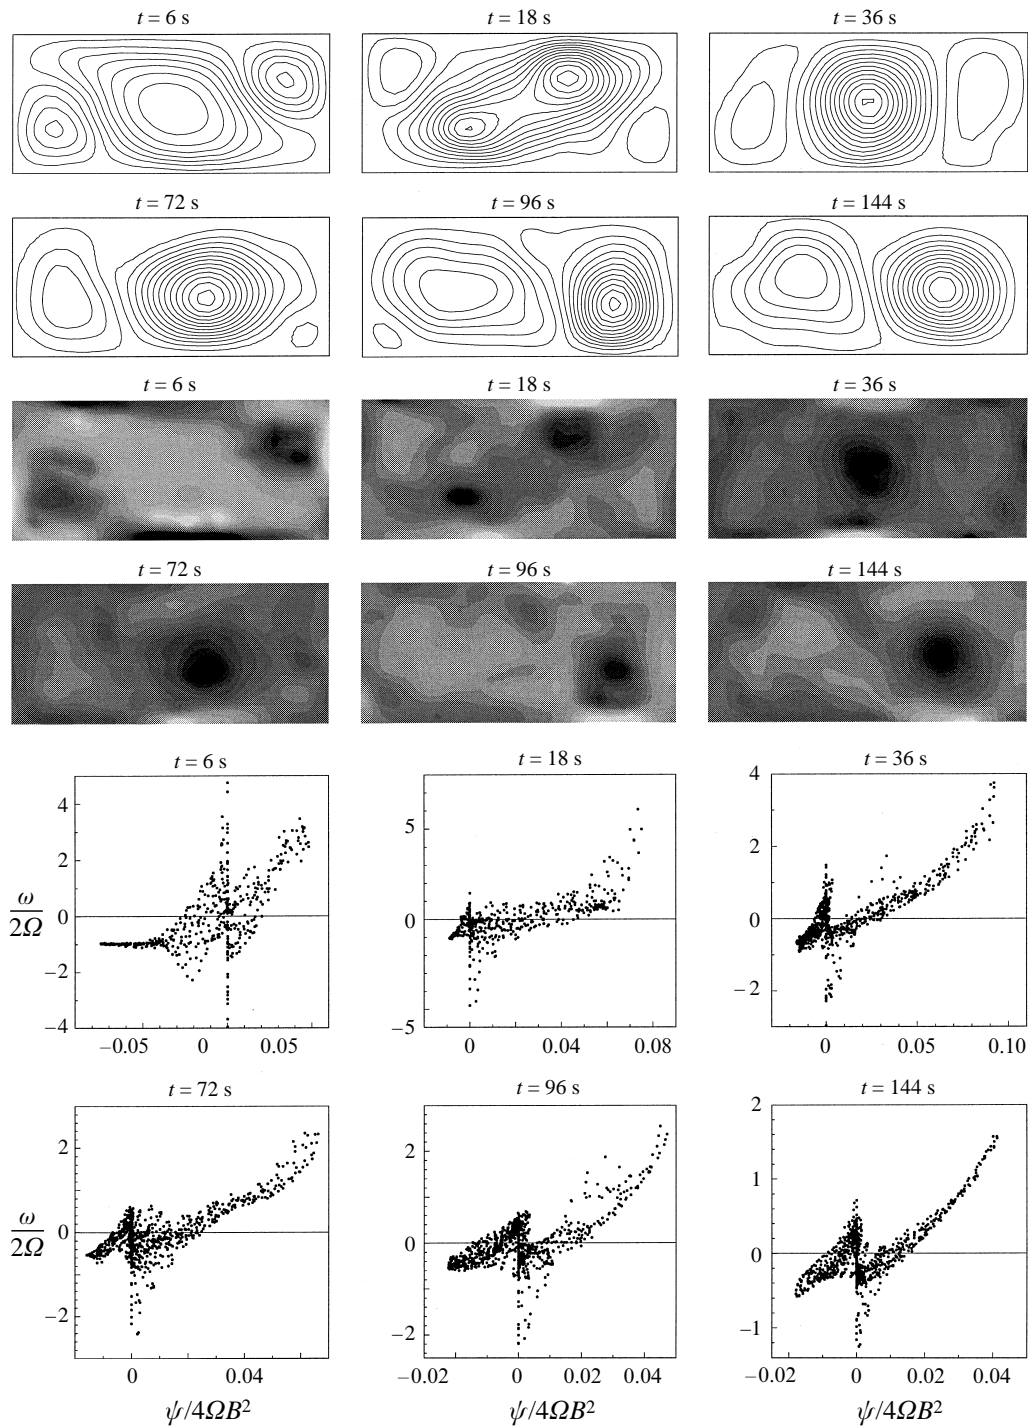 t = 6 s t = 18 s t = 36 s
t = 72 s t = 96 s t = 144 s
t = 6 s t = 18 s t = 36 s
t = 72 s t = 96 s t = 144 s
t = 6 s t = 18 s t = 36 s
4 2 0 −2 −4
5 0 −5
4 2 0 −2
ω/2Ω
−0.05 0 0.05
0 0.04 0.08
0 0.05 0.10
t = 72 s t = 96 s t = 144 s
2 0 −2
2 0 −2
2 1 0 −1
ω/2Ω
0 0.04
−0.02 0 0.02 0.04
−0.02 0 0.02 0.04
ψ/4ΩB² ψ/4ΩB² ψ/4ΩB²